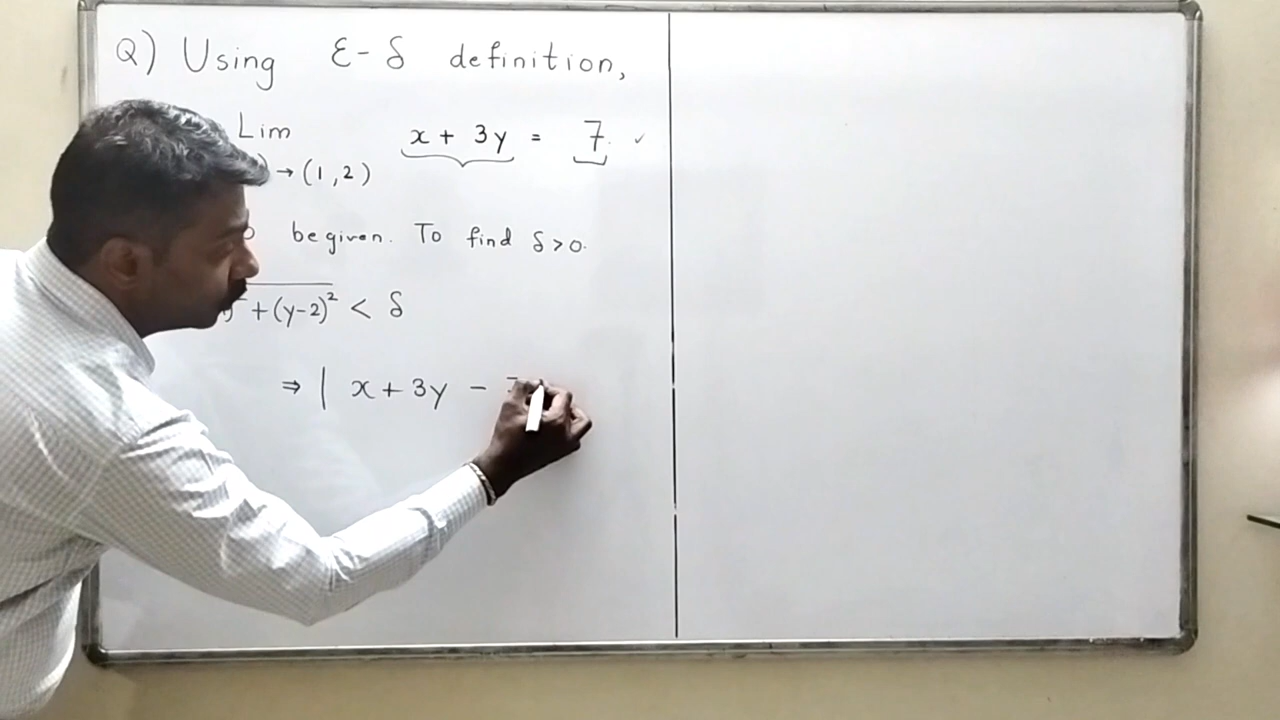 Q) Using ε-δ definition,
Lim x + 3y = 7 ✓
) → (1,2)
be given. To find δ > 0.
+ (y-2)² < δ
⇒ | x + 3y -